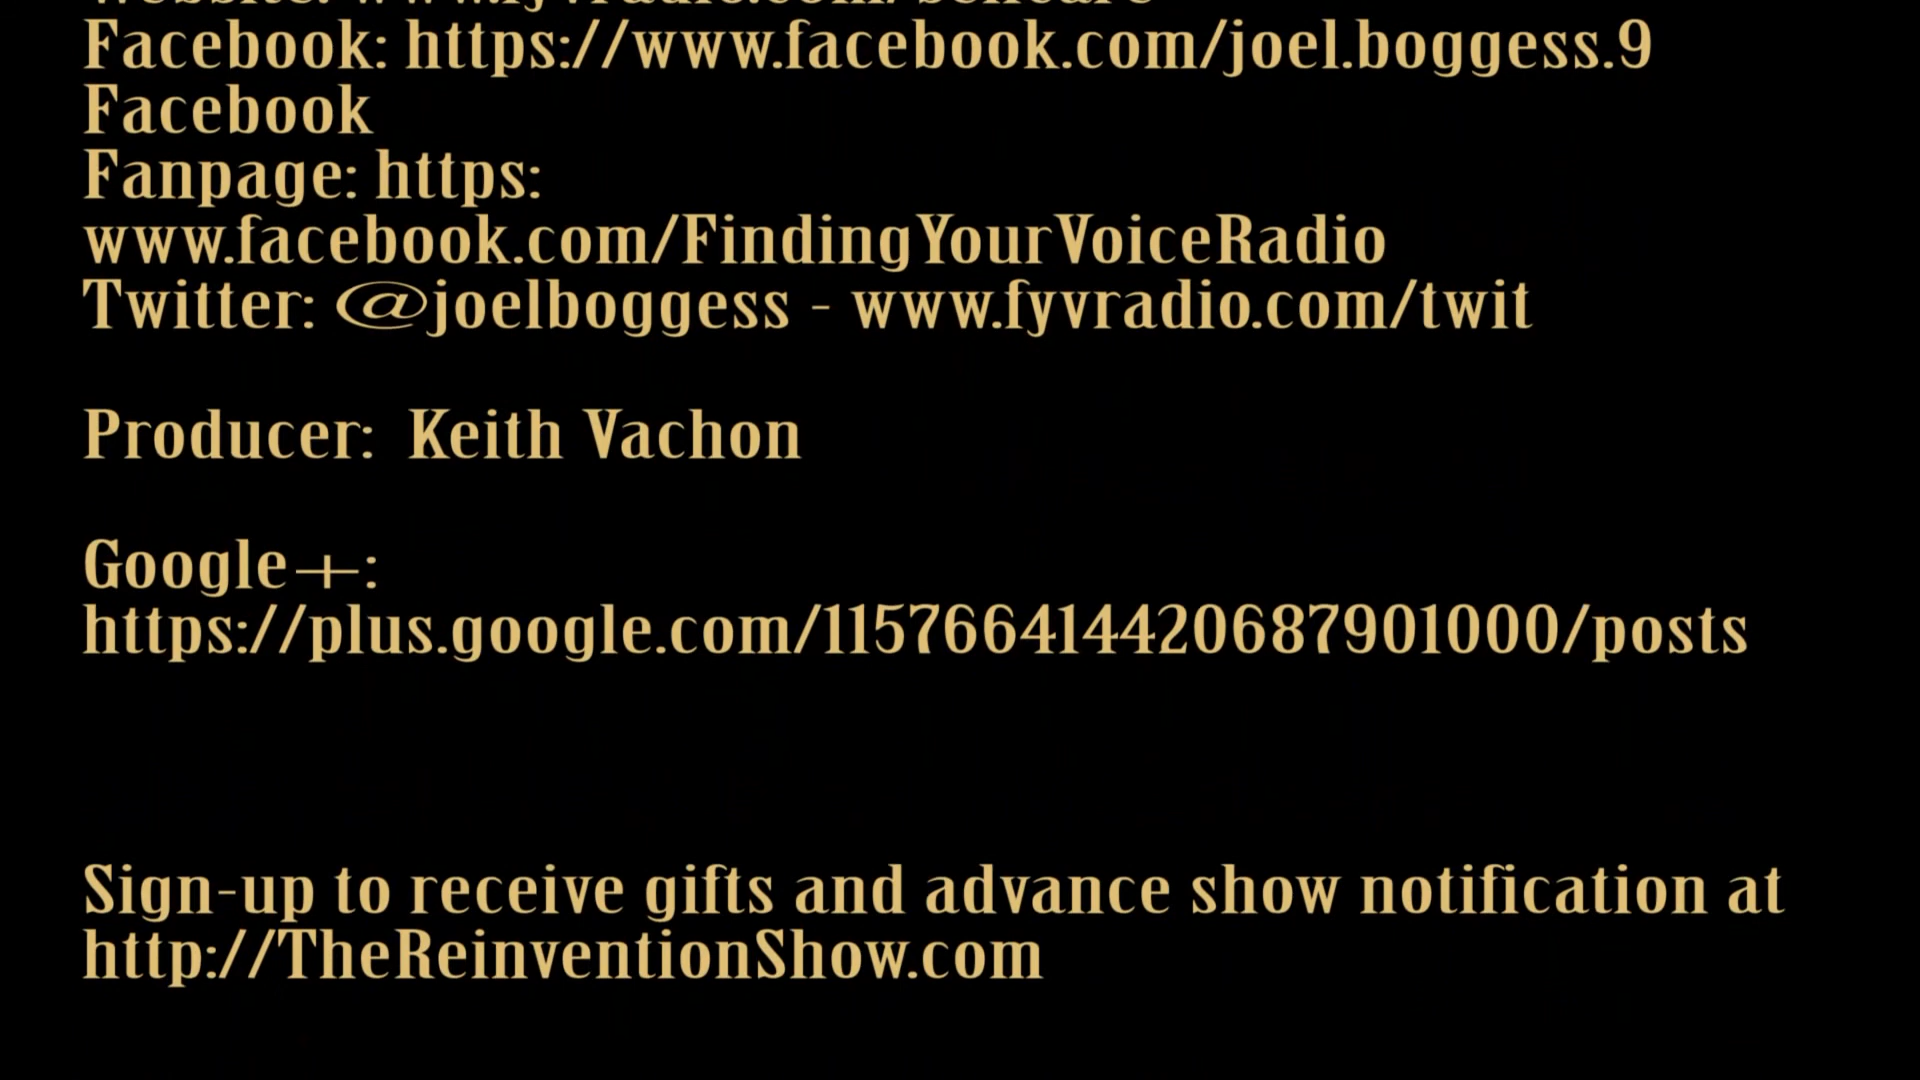 Facebook: https://www.facebook.com/joel.boggess.9
Facebook
Fanpage: https:
www.facebook.com/FindingYourVoiceRadio
Twitter: @joelboggess - www.fyvradio.com/twit
Producer: Keith Vachon
Google+:
https://plus.google.com/115766414420687901000/posts
Sign-up to receive gifts and advance show notification at
http://TheReinventionShow.com